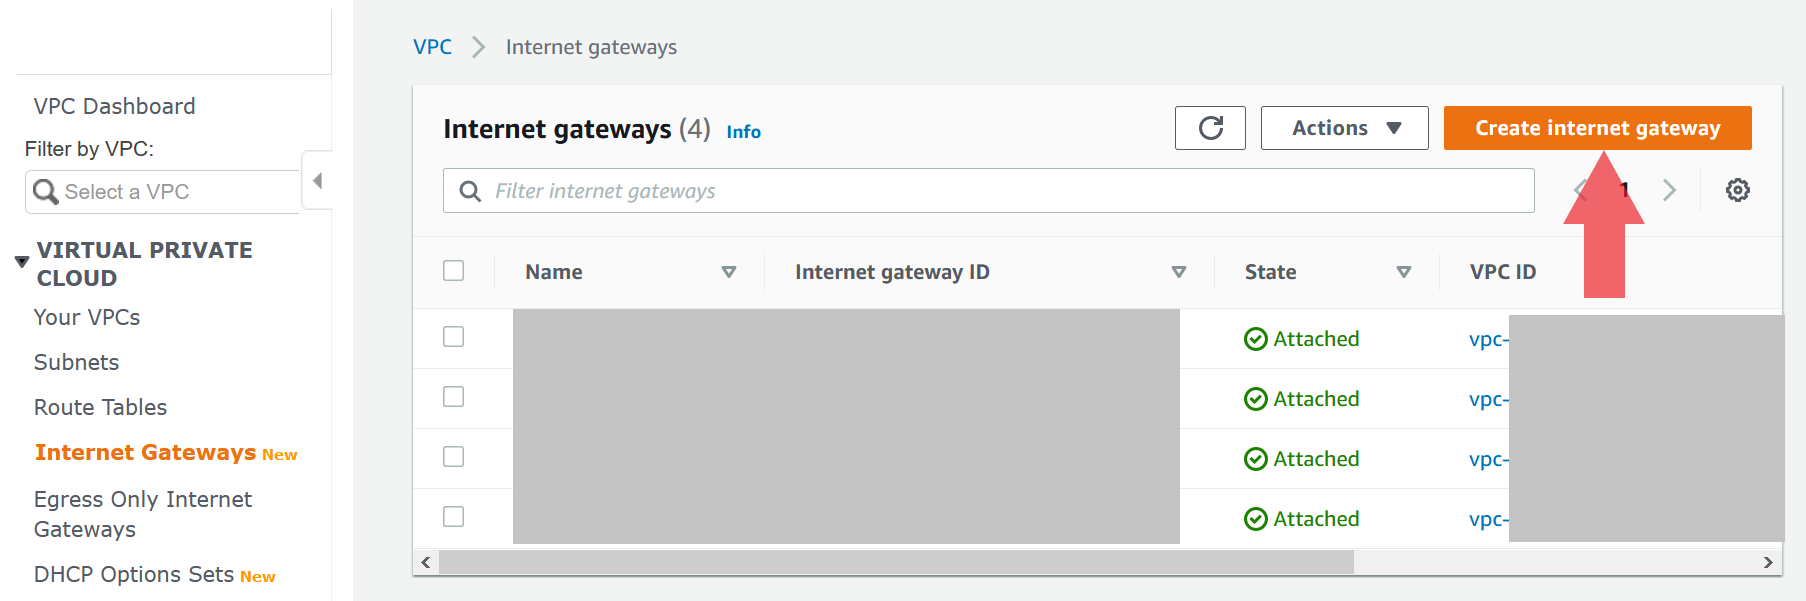 VPC > Internet gateways
VPC Dashboard
Filter by VPC:
Select a VPC
VIRTUAL PRIVATE
CLOUD
Your VPCs
Subnets
Route Tables
Internet Gateways New
Egress Only Internet
Gateways
DHCP Options Sets New
Internet gateways (4) Info
Actions
Create internet gateway
Filter internet gateways
1
Name Internet gateway ID State VPC ID
Attached vpc-
Attached vpc-
Attached vpc-
Attached vpc-